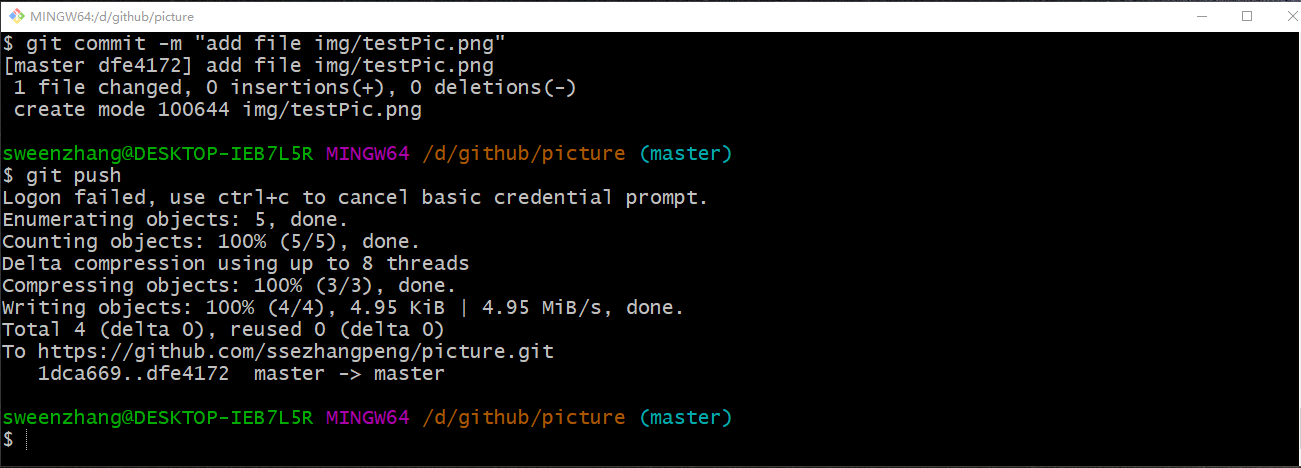 MINGW64:/d/github/picture
$ git commit -m "add file img/testPic.png"
[master dfe4172] add file img/testPic.png
 1 file changed, 0 insertions(+), 0 deletions(-)
 create mode 100644 img/testPic.png
sweenzhang@DESKTOP-IEB7L5R MINGW64 /d/github/picture (master)
$ git push
Logon failed, use ctrl+c to cancel basic credential prompt.
Enumerating objects: 5, done.
Counting objects: 100% (5/5), done.
Delta compression using up to 8 threads
Compressing objects: 100% (3/3), done.
Writing objects: 100% (4/4), 4.95 KiB | 4.95 MiB/s, done.
Total 4 (delta 0), reused 0 (delta 0)
To https://github.com/ssezhangpeng/picture.git
   1dca669..dfe4172  master -> master
sweenzhang@DESKTOP-IEB7L5R MINGW64 /d/github/picture (master)
$